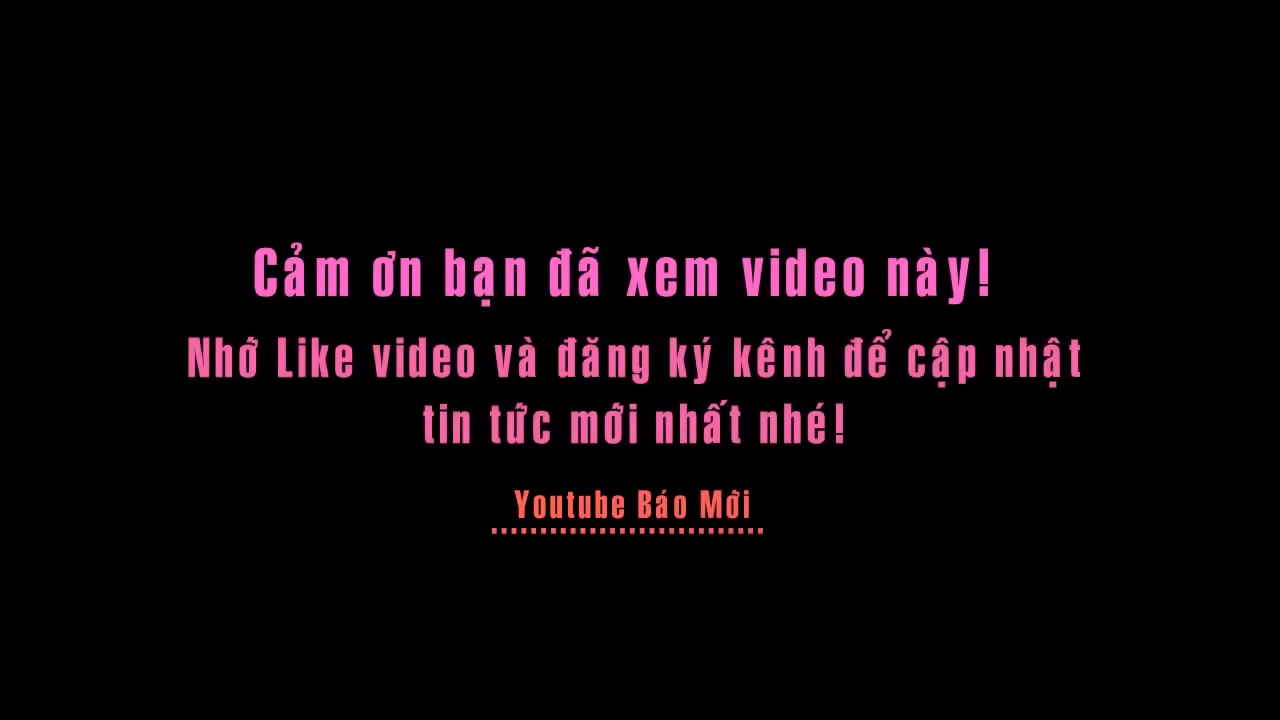 Cảm ơn bạn đã xem video này!
Nhớ Like video và đăng ký kênh để cập nhật
tin tức mới nhất nhé!
Youtube Báo Mới